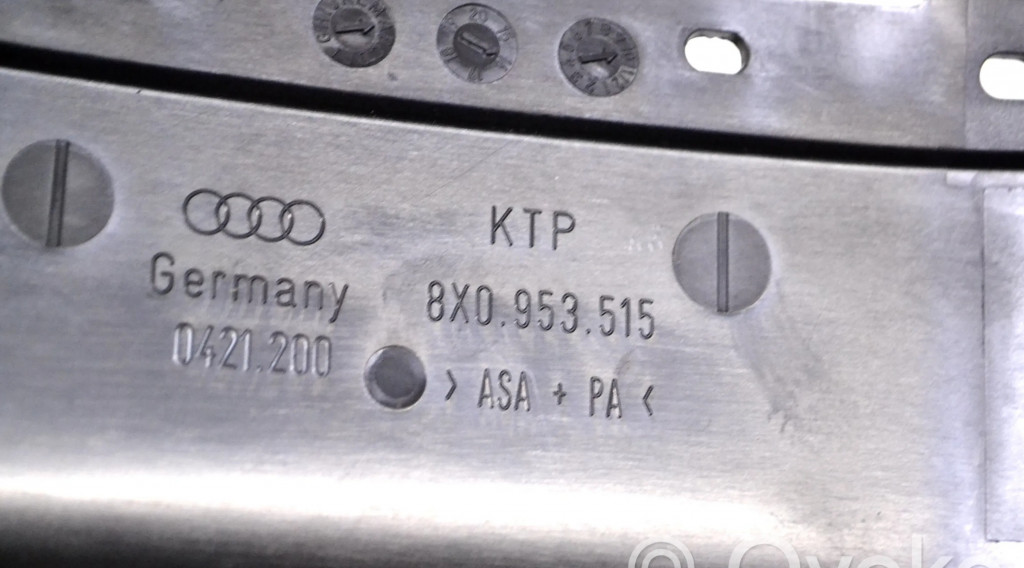 KTP
Germany
8X0.953.515
0421.200
> ASA + PA <